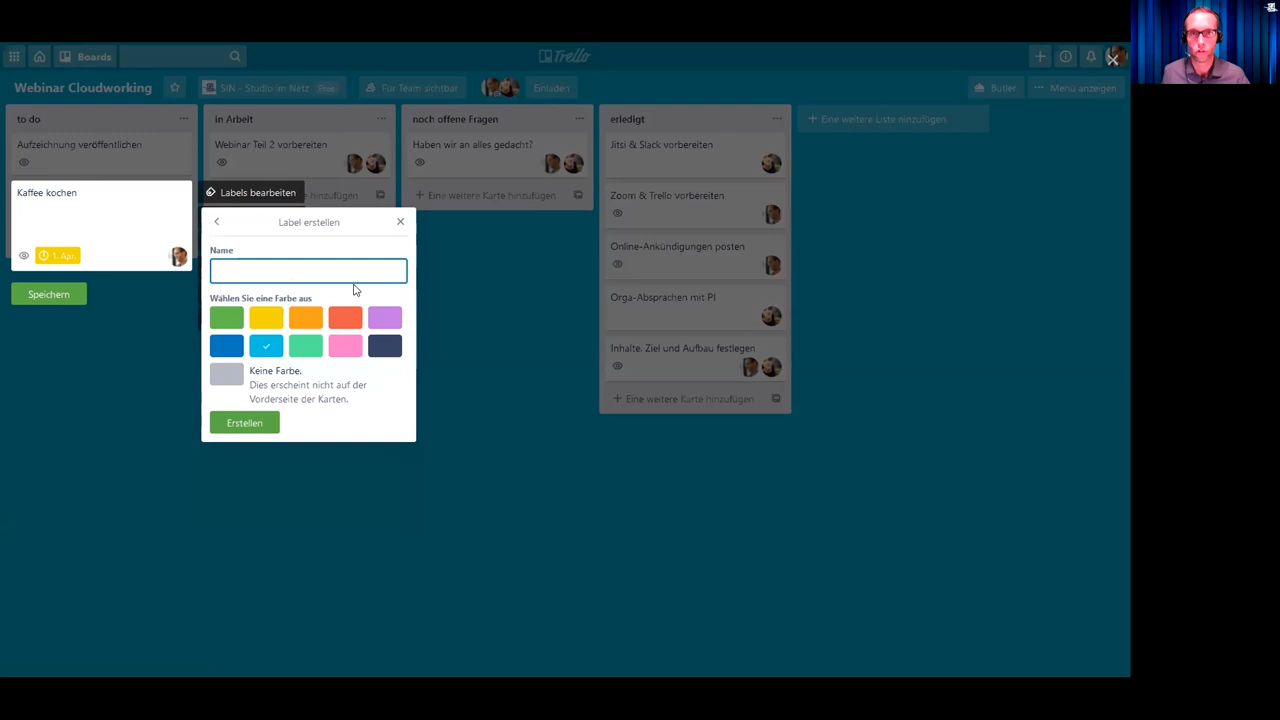 Boards
Trello
Webinar Cloudworking
SIN - Studio im Netz Free
Für Team sichtbar
Einladen
Butler
Menü anzeigen
to do
Aufzeichnung veröffentlichen
Kaffee kochen
1. Apr.
Speichern
in Arbeit
Webinar Teil 2 vorbereiten
hinzufügen
Labels bearbeiten
Label erstellen
Name
Wählen Sie eine Farbe aus
Keine Farbe.
Dies erscheint nicht auf der
Vorderseite der Karten.
Erstellen
noch offene Fragen
Haben wir an alles gedacht?
Eine weitere Karte hinzufügen
erledigt
Jitsi & Slack vorbereiten
Zoom & Trello vorbereiten
Online-Ankündigungen posten
Orga-Absprachen mit PI
Inhalte, Ziel und Aufbau festlegen
Eine weitere Karte hinzufügen
Eine weitere Liste hinzufügen